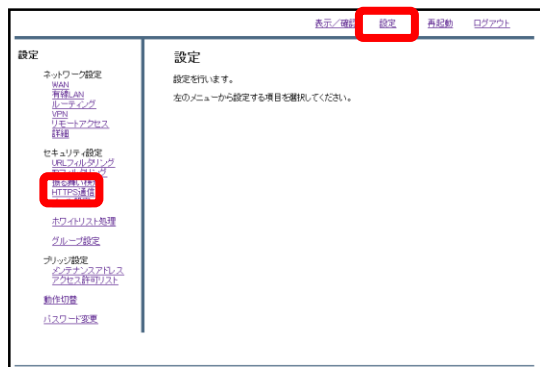 表示／確認 設定 再起動 ログアウト
設定
ネットワーク設定
WAN
有線LAN
ルーティング
VPN
リモートアクセス
詳細
セキュリティ設定
URLフィルタリング
HTTPS通信
ホワイトリスト処理
グループ設定
ブリッジ設定
メンテナンスアドレス
アクセス許可リスト
動作切替
パスワード変更
設定
設定を行います。
左のメニューから設定する項目を選択してください。